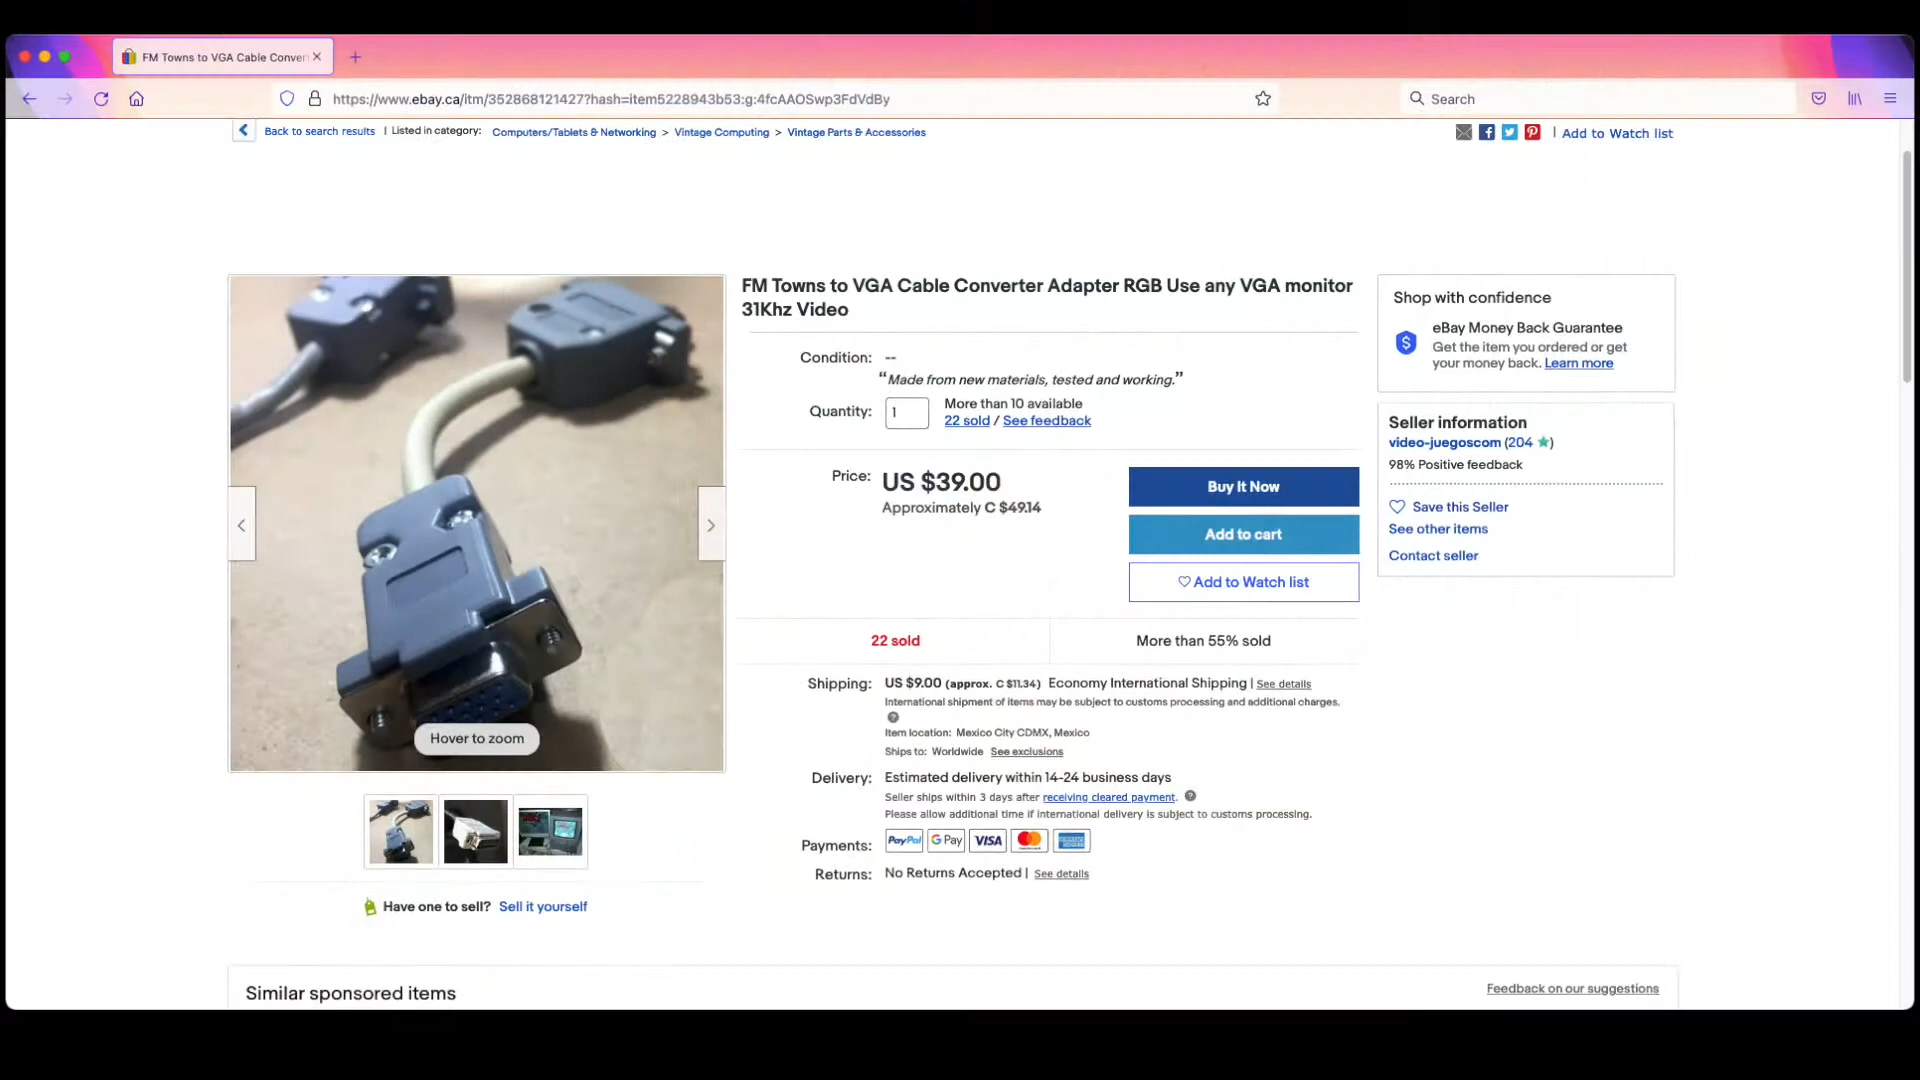 FM Towns to VGA Cable Conver
https://www.ebay.ca/itm/352868121427?hash=item5228943b53:g:4fcAAOSwp3FdVdBy
Search
Back to search results | Listed in category: Computers/Tablets & Networking > Vintage Computing > Vintage Parts & Accessories
| Add to Watch list
FM Towns to VGA Cable Converter Adapter RGB Use any VGA monitor
31Khz Video
Condition: --
“Made from new materials, tested and working.”
Quantity: 1 More than 10 available
22 sold / See feedback
Price: US $39.00
Approximately C $49.14
Buy It Now
Add to cart
Add to Watch list
22 sold More than 55% sold
Shipping: US $9.00 (approx. C $11.34) Economy International Shipping | See details
International shipment of items may be subject to customs processing and additional charges.
Item location: Mexico City CDMX, Mexico
Ships to: Worldwide See exclusions
Delivery: Estimated delivery within 14-24 business days
Seller ships within 3 days after receiving cleared payment.
Please allow additional time if international delivery is subject to customs processing.
Payments: PayPal G Pay VISA
Returns: No Returns Accepted | See details
Shop with confidence
eBay Money Back Guarantee
Get the item you ordered or get
your money back. Learn more
Seller information
video-juegoscom (204)
98% Positive feedback
Save this Seller
See other items
Contact seller
Hover to zoom
Have one to sell? Sell it yourself
Similar sponsored items
Feedback on our suggestions